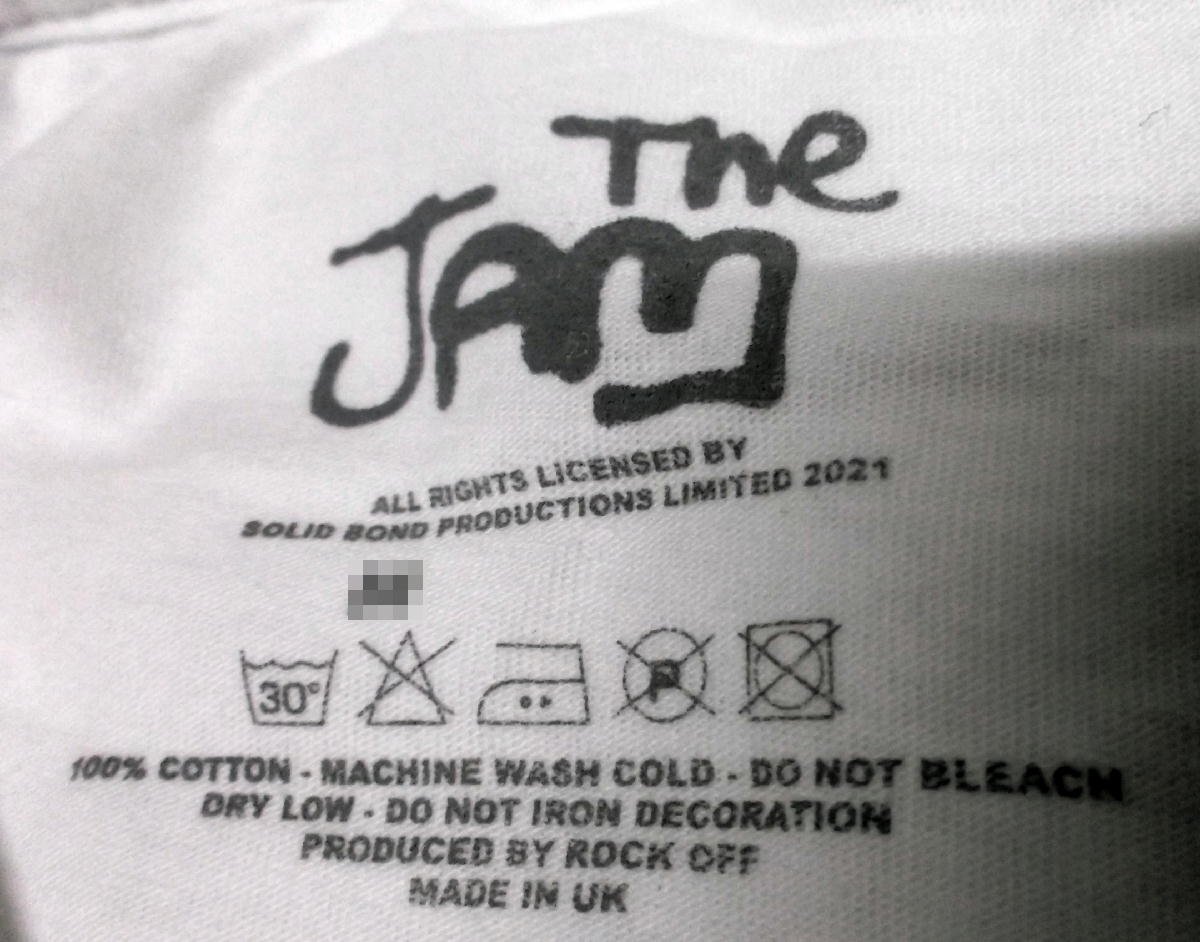 The
JAM
ALL RIGHTS LICENSED BY
SOLID BOND PRODUCTIONS LIMITED 2021
30°
P
100% COTTON - MACHINE WASH COLD - DO NOT BLEACH
DRY LOW - DO NOT IRON DECORATION
PRODUCED BY ROCK OFF
MADE IN UK